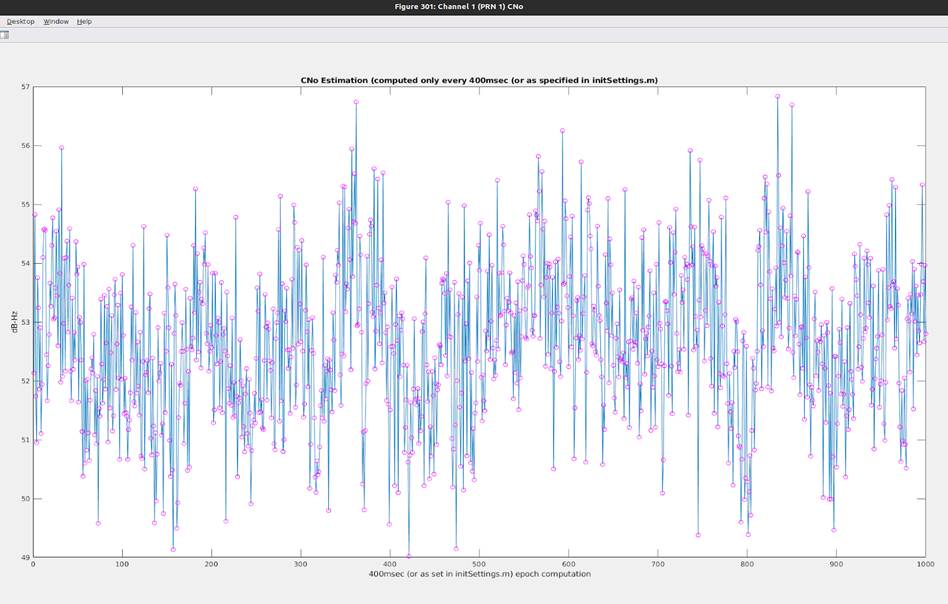 Figure 301: Channel 1 (PRN 1) CNo
Desktop Window Help
CNo Estimation (computed only every 400msec (or as specified in initSettings.m)
57
56
55
54
53
52
51
50
49
dB-Hz
0 100 200 300 400 500 600 700 800 900 1000
400msec (or as set in initSettings.m) epoch computation